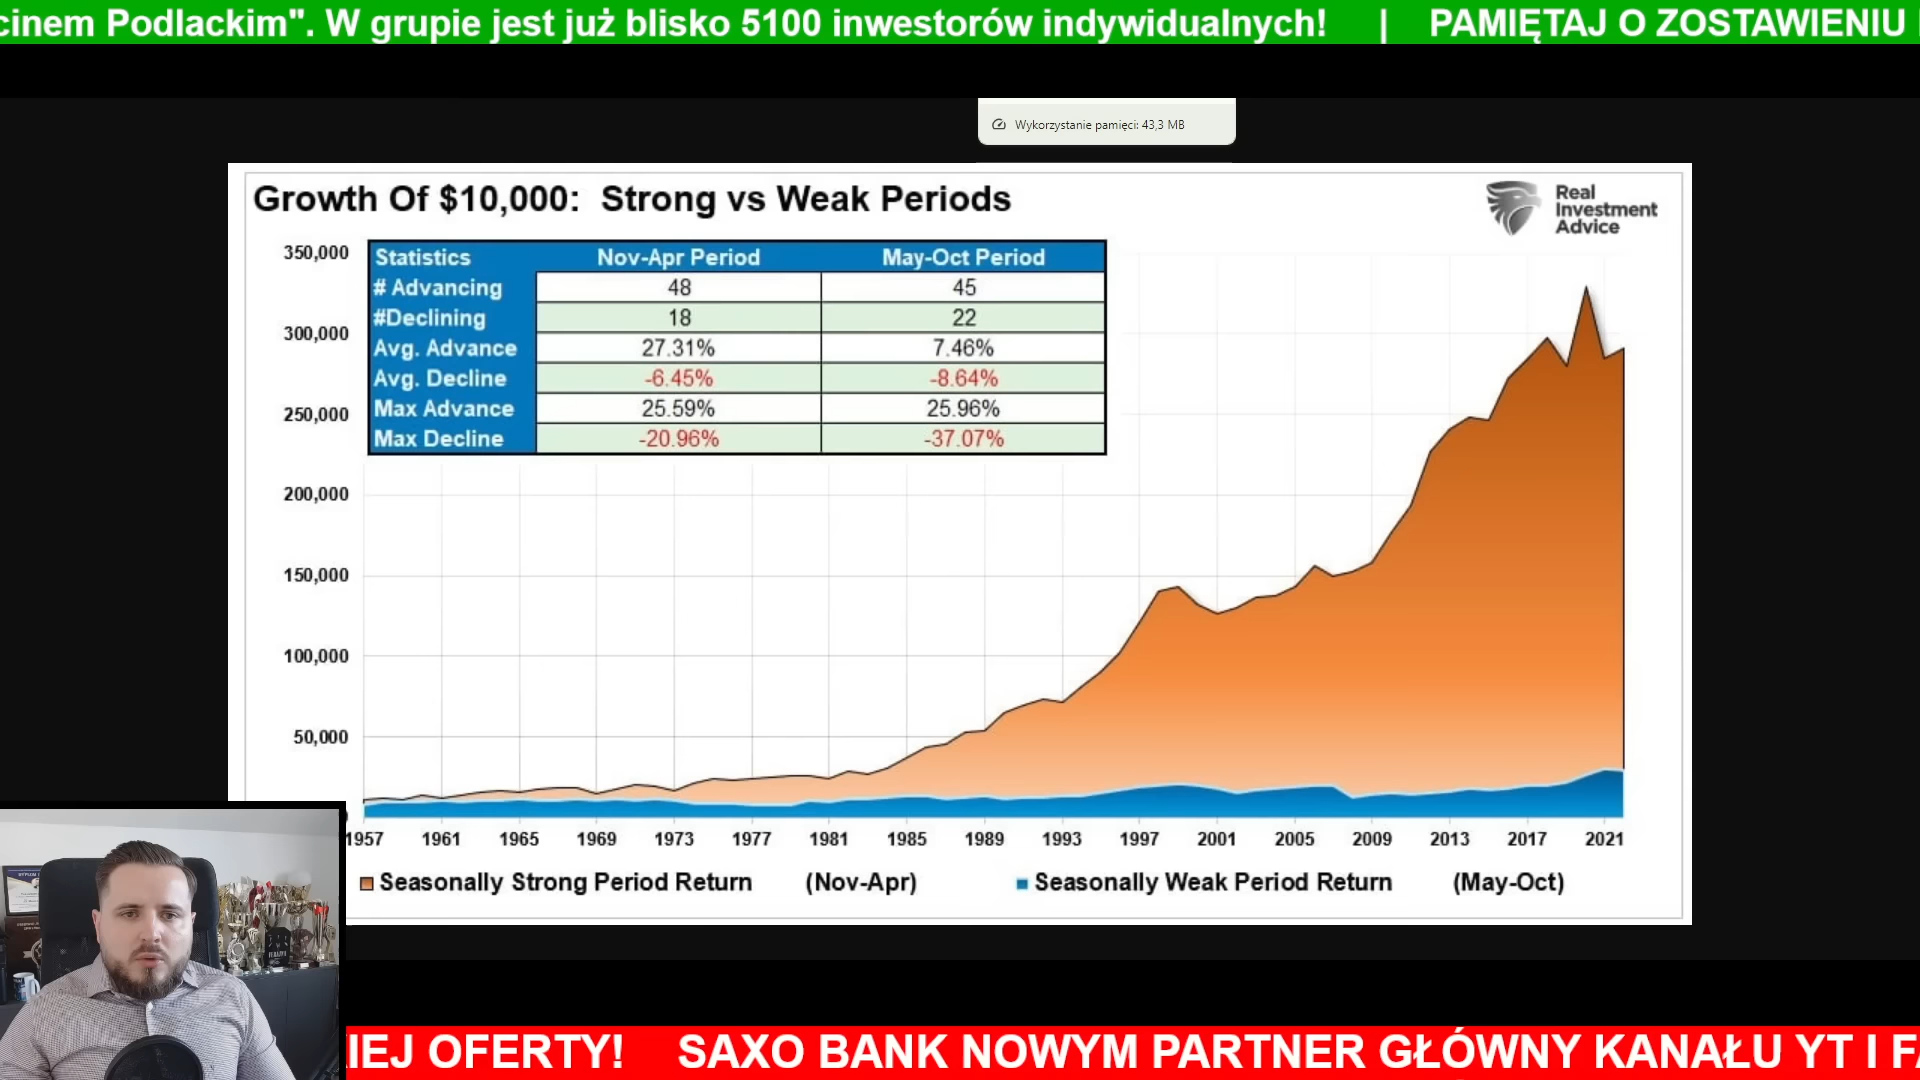 cinem Podlackim". W grupie jest już blisko 5100 inwestorów indywidualnych! | PAMIĘTAJ O ZOSTAWIENIU
Wykorzystanie pamięci: 43,3 MB
Growth Of $10,000: Strong vs Weak Periods
Real
Investment
Advice
Statistics Nov-Apr Period May-Oct Period
# Advancing 48 45
#Declining 18 22
Avg. Advance 27.31% 7.46%
Avg. Decline -6.45% -8.64%
Max Advance 25.59% 25.96%
Max Decline -20.96% -37.07%
350,000
300,000
250,000
200,000
150,000
100,000
50,000
1957 1961 1965 1969 1973 1977 1981 1985 1989 1993 1997 2001 2005 2009 2013 2017 2021
Seasonally Strong Period Return (Nov-Apr) Seasonally Weak Period Return (May-Oct)
IEJ OFERTY! SAXO BANK NOWYM PARTNER GŁÓWNY KANAŁU YT I